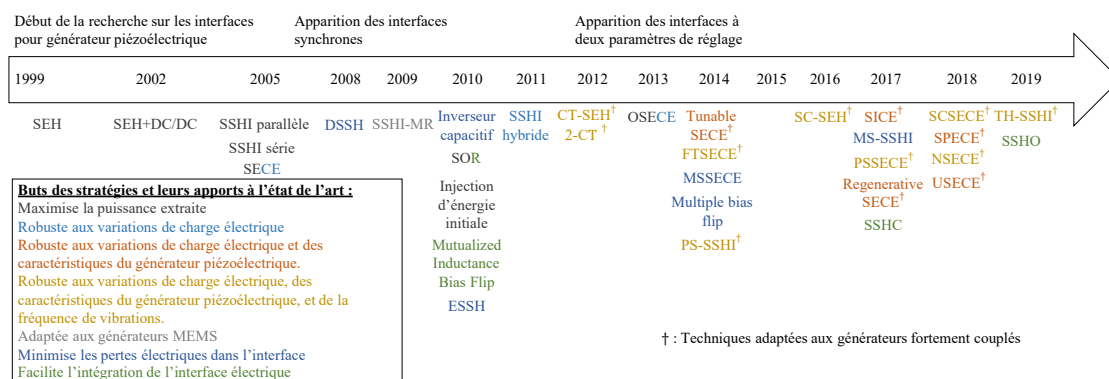 Début de la recherche sur les interfaces
pour générateur piézoélectrique
Apparition des interfaces
synchrones
Apparition des interfaces à
deux paramètres de réglage
1999 2002 2005 2008 2009 2010 2011 2012 2013 2014 2015 2016 2017 2018 2019
SEH
SEH+DC/DC
SSHI parallèle
SSHI série
SECE
DSSH
SSHI-MR
Inverseur
capacitif
SOR
Injection
d'énergie
initiale
Mutualized
Inductance
Bias Flip
ESSH
SSHI
hybride
CT-SEH†
2-CT †
OSECE
Tunable
SECE†
FTSECE†
MSSECE
Multiple bias
flip
PS-SSHI†
SC-SEH†
SICE†
MS-SSHI
PSSECE†
Regenerative
SECE†
SSHC
SCSECE†
SPECE†
NSECE†
USECE†
TH-SSHI†
SSHO
Buts des stratégies et leurs apports à l'état de l'art :
Maximise la puissance extraite
Robuste aux variations de charge électrique
Robuste aux variations de charge électrique et des
caractéristiques du générateur piézoélectrique.
Robuste aux variations de charge électrique, des
caractéristiques du générateur piézoélectrique, et de la
fréquence de vibrations.
Adaptée aux générateurs MEMS
Minimise les pertes électriques dans l'interface
Facilite l'intégration de l'interface électrique
† : Techniques adaptées aux générateurs fortement couplés